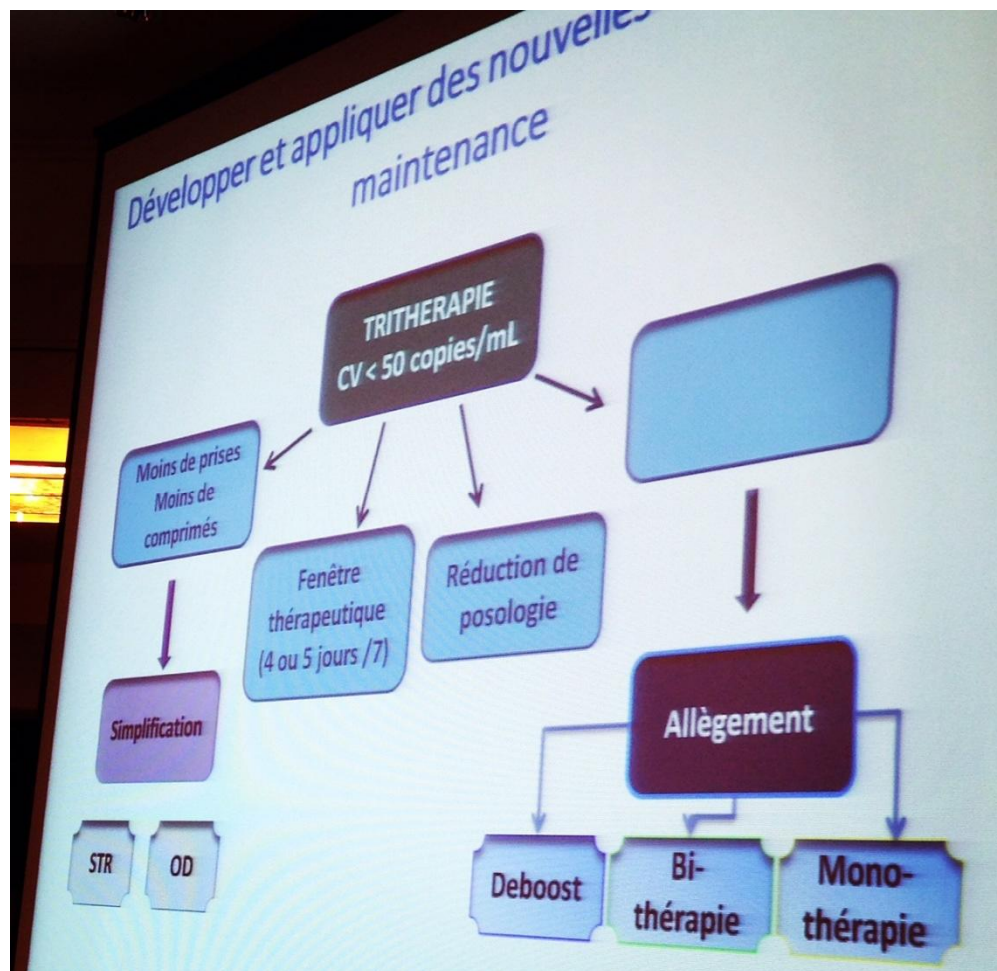 Développer et appliquer des nouvelles
maintenance
TRITHERAPIE
CV < 50 copies/mL
Moins de prises
Moins de
comprimés
Fenêtre
thérapeutique
(4 ou 5 jours /7)
Réduction de
posologie
Simplification
Allègement
STR
OD
Deboost
Bi-
thérapie
Mono-
thérapie